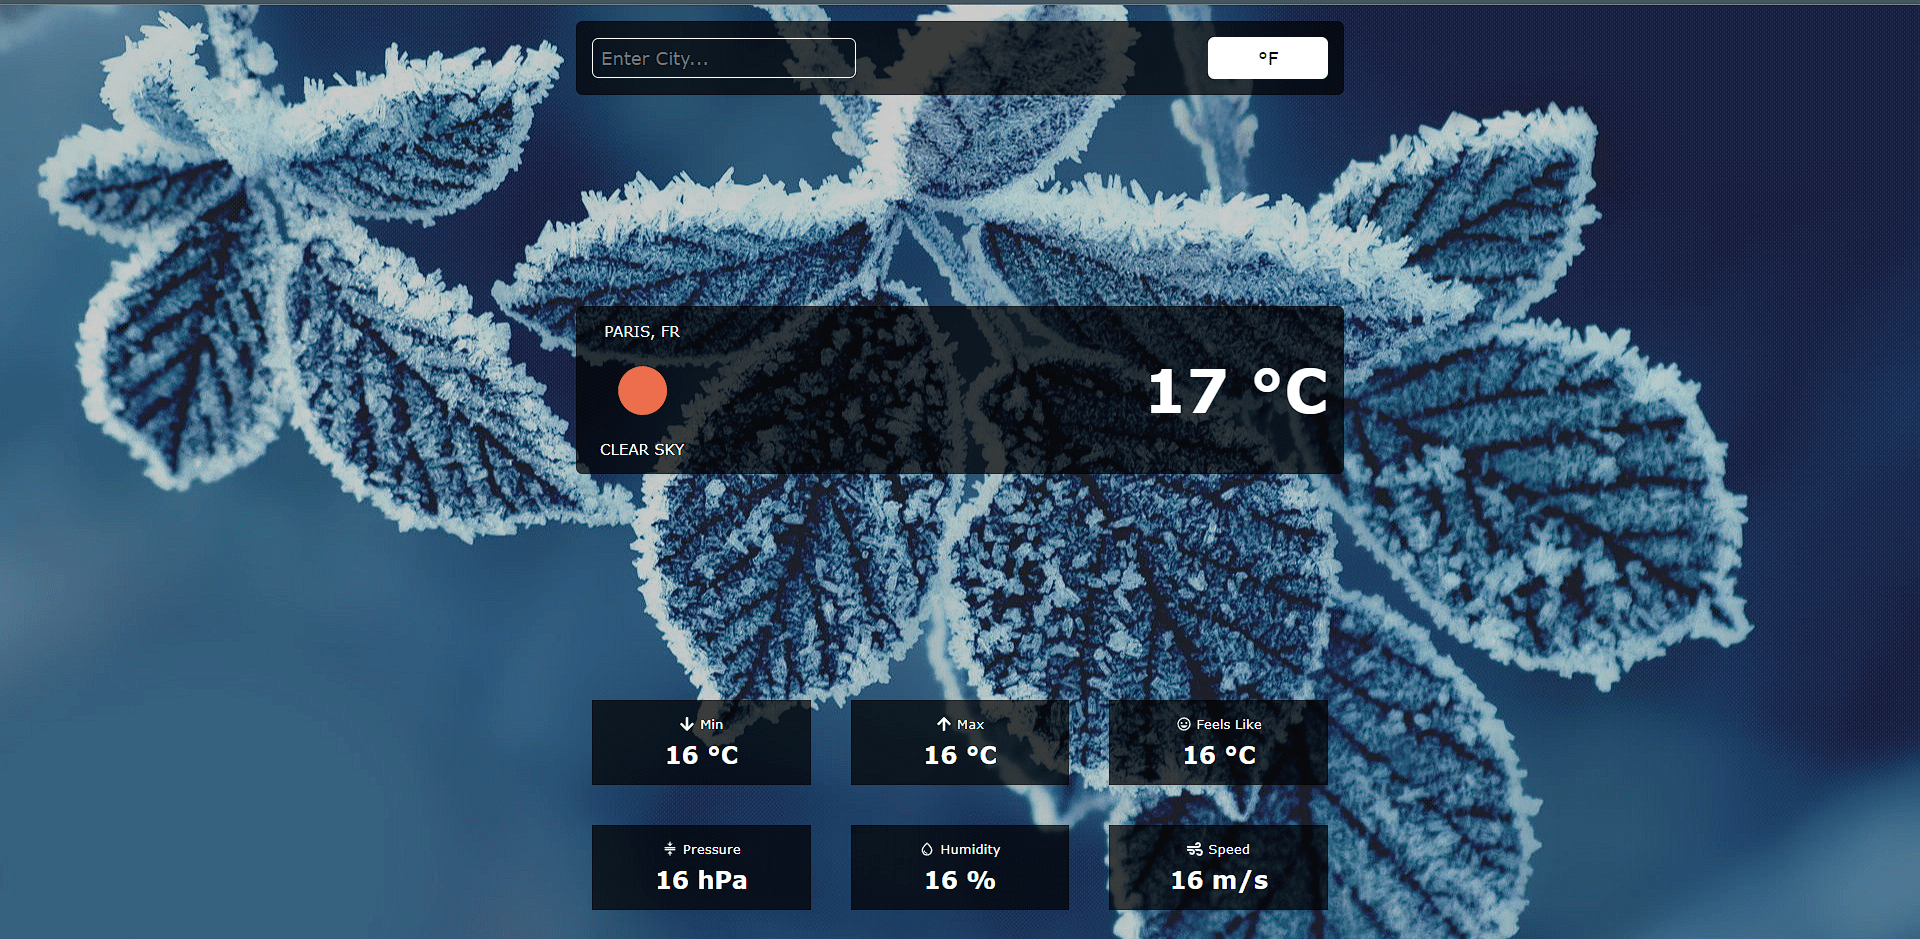 Enter City...
°F
PARIS, FR
17 °C
CLEAR SKY
Min
16 °C
Max
16 °C
Feels Like
16 °C
Pressure
16 hPa
Humidity
16 %
Speed
16 m/s